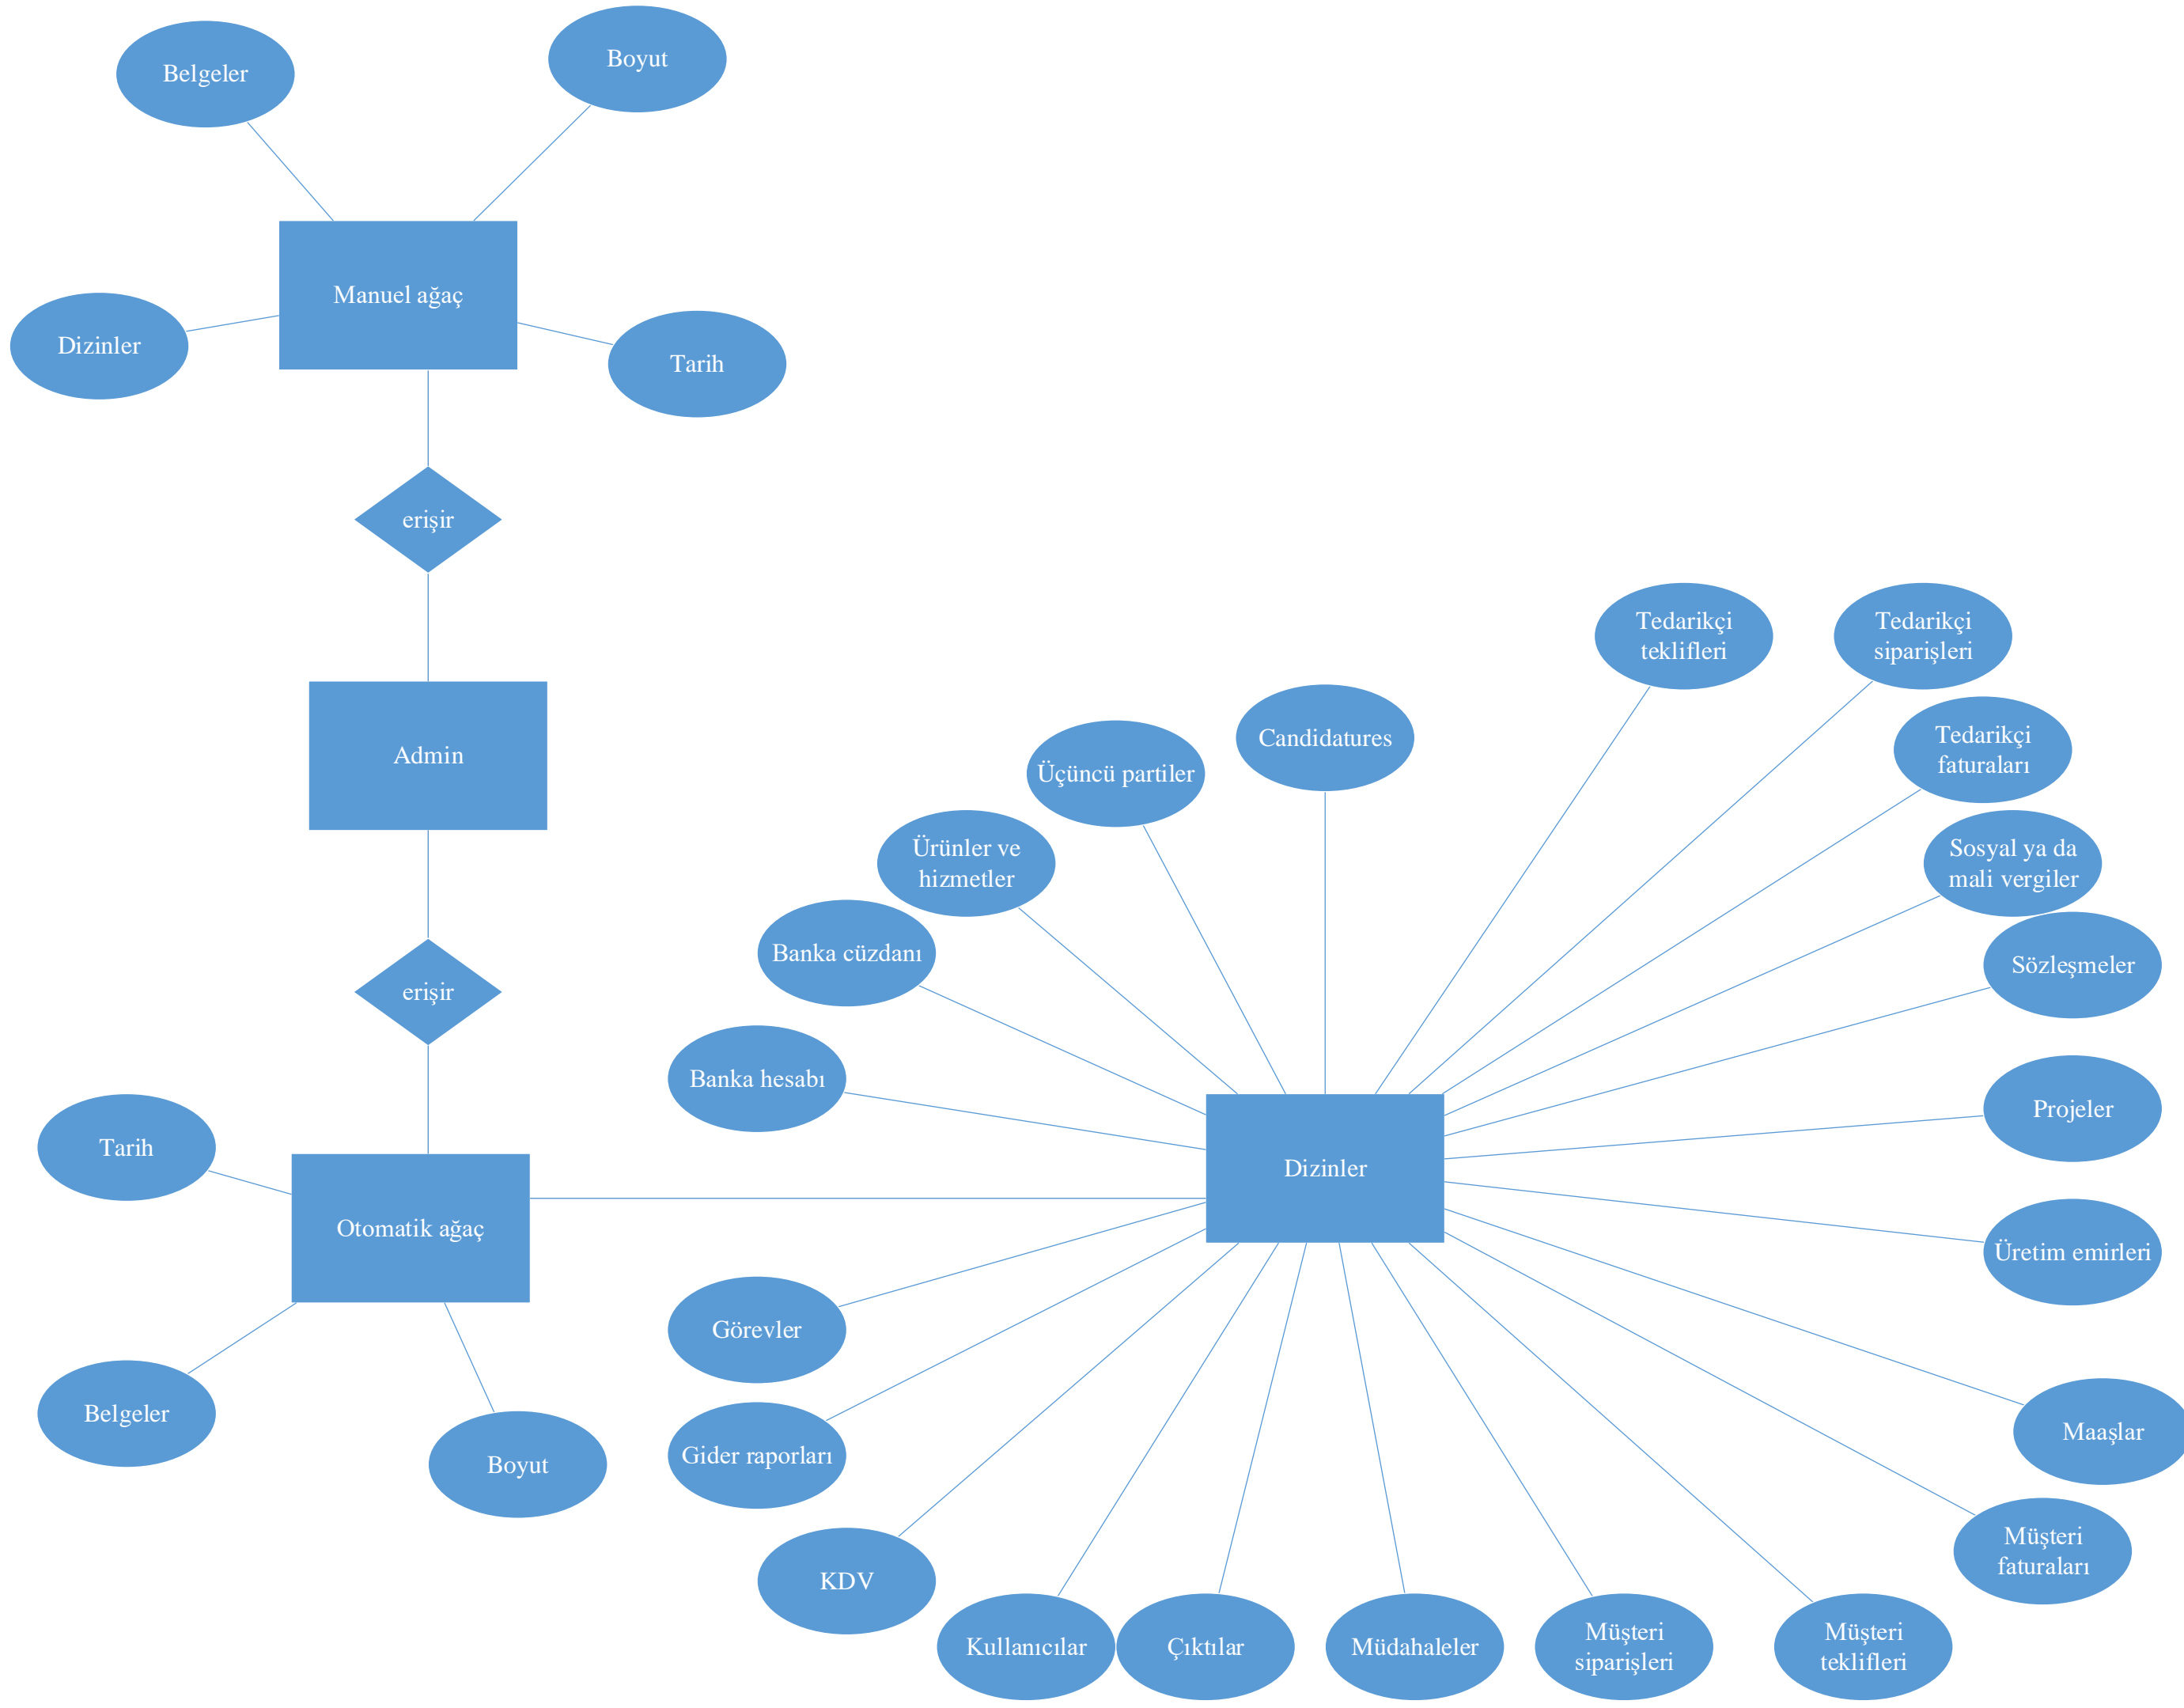 Belgeler
Boyut
Manuel ağaç
Dizinler
Tarih
erişir
Admin
erişir
Tarih
Otomatik ağaç
Belgeler
Boyut
Tedarikçi
teklifleri
Tedarikçi
siparişleri
Candidatures
Tedarikçi
faturaları
Üçüncü partiler
Ürünler ve
hizmetler
Sosyal ya da
mali vergiler
Banka cüzdanı
Sözleşmeler
Banka hesabı
Projeler
Dizinler
Üretim emirleri
Görevler
Maaşlar
Gider raporları
Müşteri
faturaları
KDV
Kullanıcılar
Çıktılar
Müdahaleler
Müşteri
siparişleri
Müşteri
teklifleri